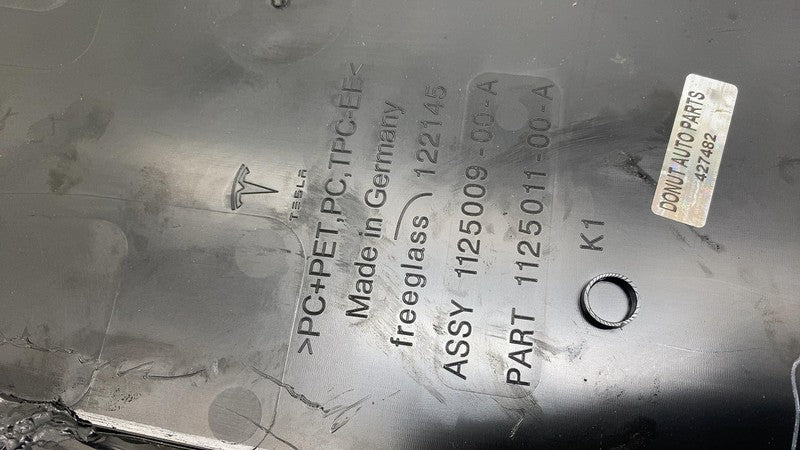 TESLA
>PC+PET,PC,TPC-EE<
Made in Germany
freeglass 122145
ASSY 1125009-00-A
PART 1125011-00-A
K1
DONUT AUTO PARTS
427482